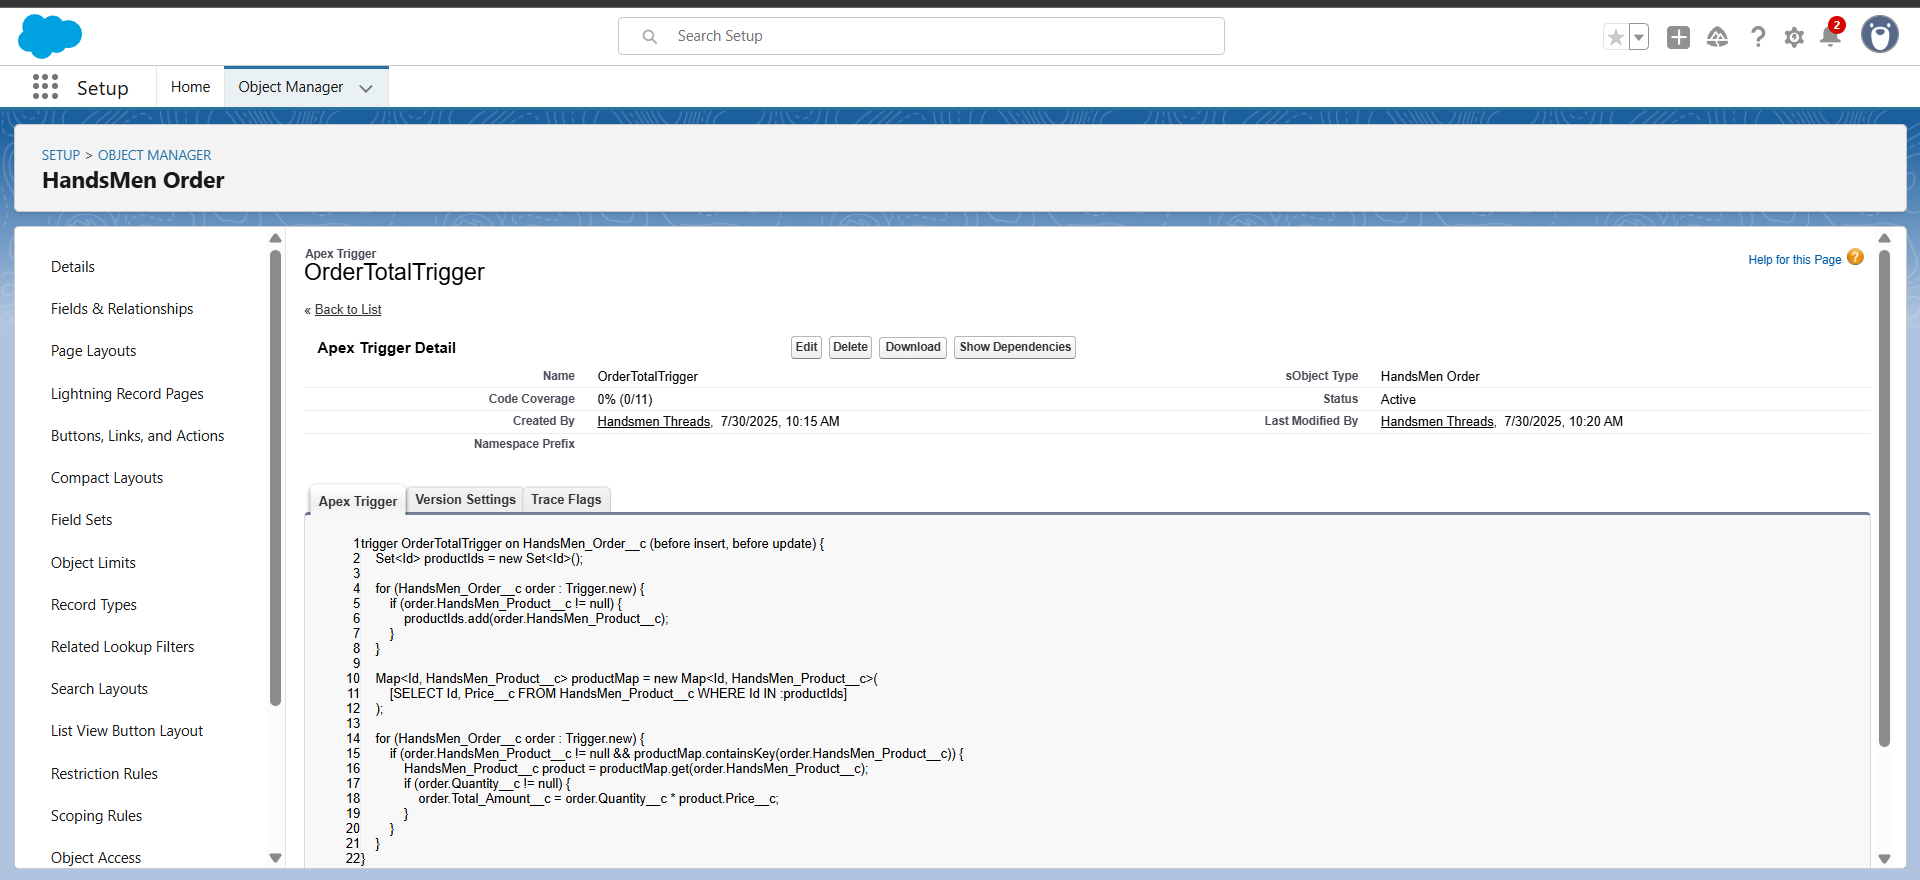 Search Setup
2
Setup
Home
Object Manager
SETUP > OBJECT MANAGER
HandsMen Order
Details
Fields & Relationships
Page Layouts
Lightning Record Pages
Buttons, Links, and Actions
Compact Layouts
Field Sets
Object Limits
Record Types
Related Lookup Filters
Search Layouts
List View Button Layout
Restriction Rules
Scoping Rules
Object Access
Apex Trigger
OrderTotalTrigger
Help for this Page ?
« Back to List
Apex Trigger Detail
Edit Delete Download Show Dependencies
Name OrderTotalTrigger sObject Type HandsMen Order
Code Coverage 0% (0/11) Status Active
Created By Handsmen Threads, 7/30/2025, 10:15 AM Last Modified By Handsmen Threads, 7/30/2025, 10:20 AM
Namespace Prefix
Apex Trigger Version Settings Trace Flags
1trigger OrderTotalTrigger on HandsMen_Order__c (before insert, before update) {
2    Set<Id> productIds = new Set<Id>();
3
4    for (HandsMen_Order__c order : Trigger.new) {
5        if (order.HandsMen_Product__c != null) {
6            productIds.add(order.HandsMen_Product__c);
7        }
8    }
9
10    Map<Id, HandsMen_Product__c> productMap = new Map<Id, HandsMen_Product__c>(
11        [SELECT Id, Price__c FROM HandsMen_Product__c WHERE Id IN :productIds]
12    );
13
14    for (HandsMen_Order__c order : Trigger.new) {
15        if (order.HandsMen_Product__c != null && productMap.containsKey(order.HandsMen_Product__c)) {
16            HandsMen_Product__c product = productMap.get(order.HandsMen_Product__c);
17            if (order.Quantity__c != null) {
18                order.Total_Amount__c = order.Quantity__c * product.Price__c;
19            }
20        }
21    }
22}